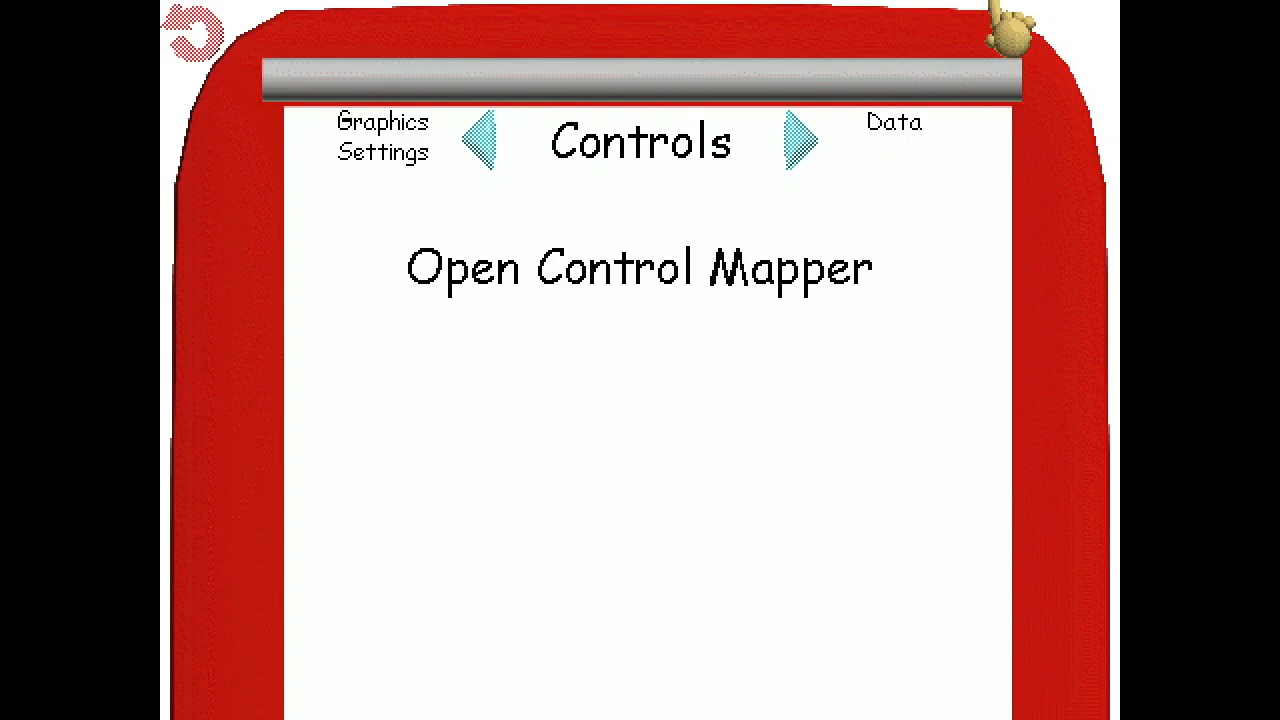 Graphics
Settings
Controls
Data
Open Control Mapper